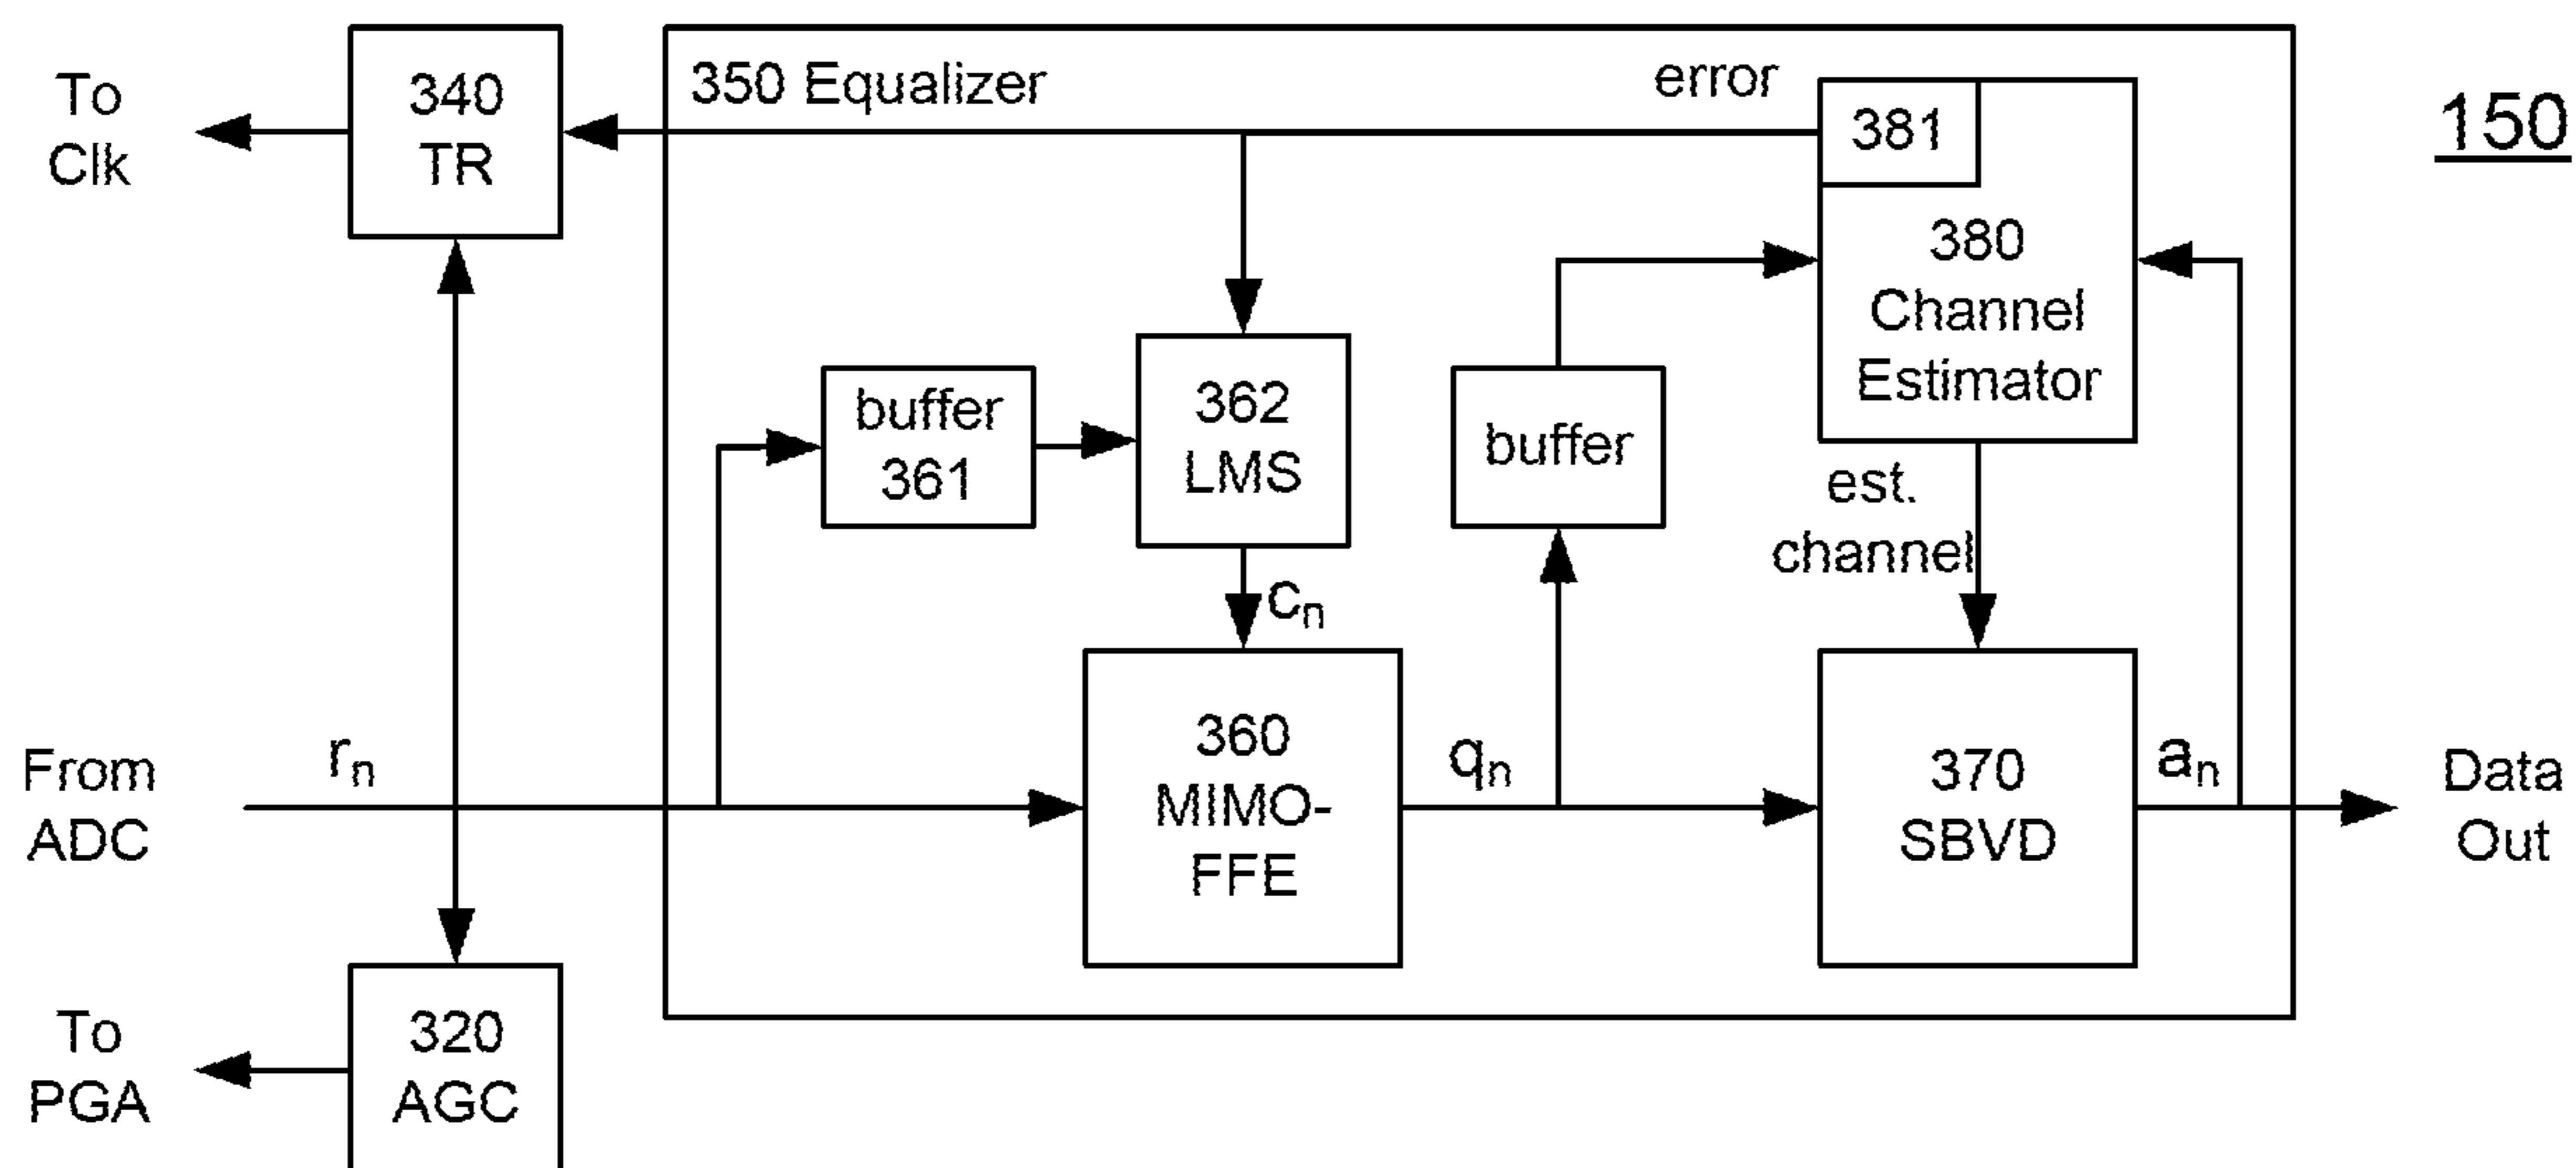 To
Clk
340
TR
350 Equalizer
error
381
150
380
Channel
Estimator
buffer
361
362
LMS
buffer
est.
channel
cn
From
ADC
rn
360
MIMO-
FFE
qn
370
SBVD
an
Data
Out
To
PGA
320
AGC